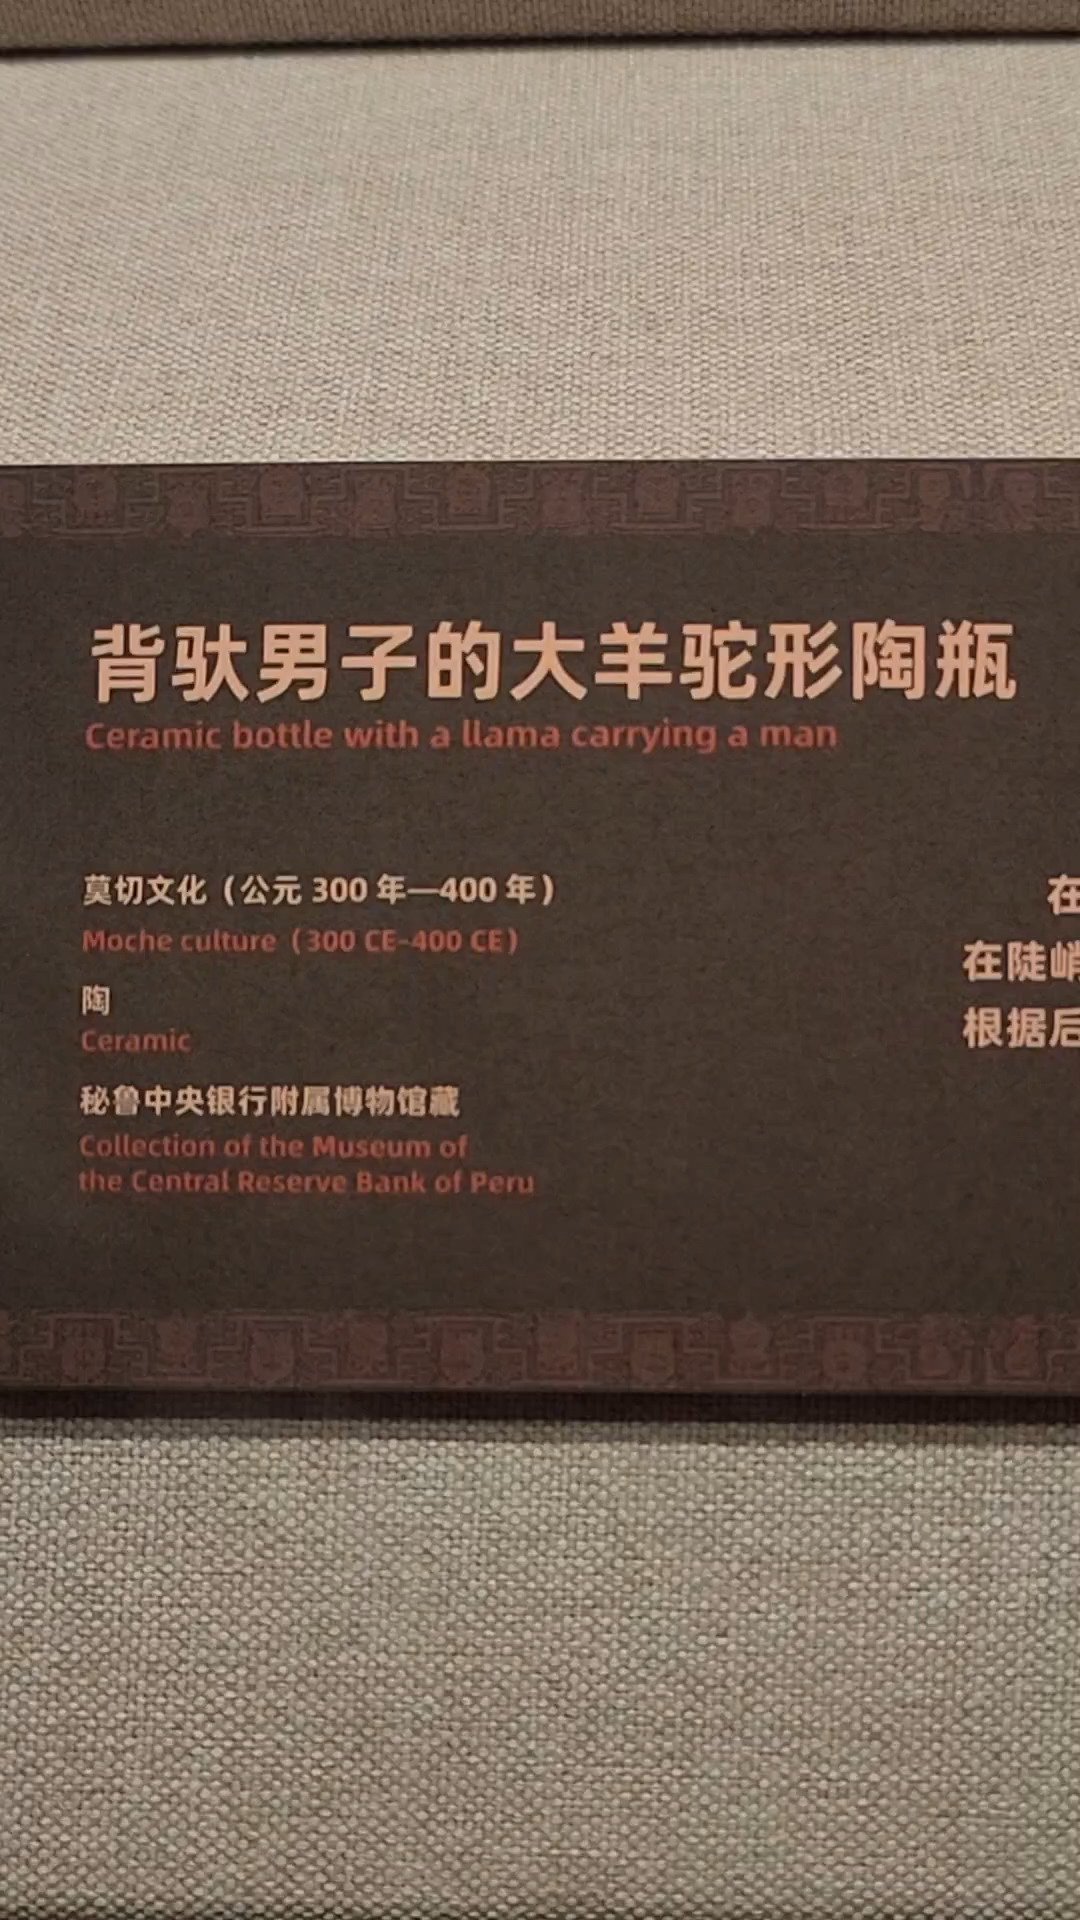 背驮男子的大羊驼形陶瓶
Ceramic bottle with a llama carrying a man
莫切文化（公元 300 年—400 年）
Moche culture（300 CE–400 CE）
陶
Ceramic
秘鲁中央银行附属博物馆藏
Collection of the Museum of
the Central Reserve Bank of Peru
在
在陡峭
根据后